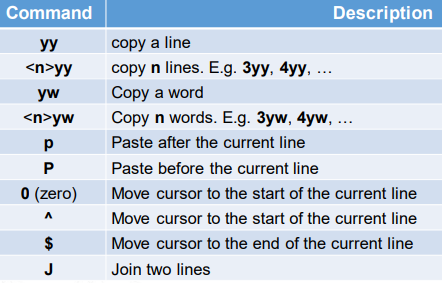 Command Description
yy copy a line
<n>yy copy n lines. E.g. 3yy, 4yy, …
yw Copy a word
<n>yw Copy n words. E.g. 3yw, 4yw, …
p Paste after the current line
P Paste before the current line
0 (zero) Move cursor to the start of the current line
^ Move cursor to the start of the current line
$ Move cursor to the end of the current line
J Join two lines